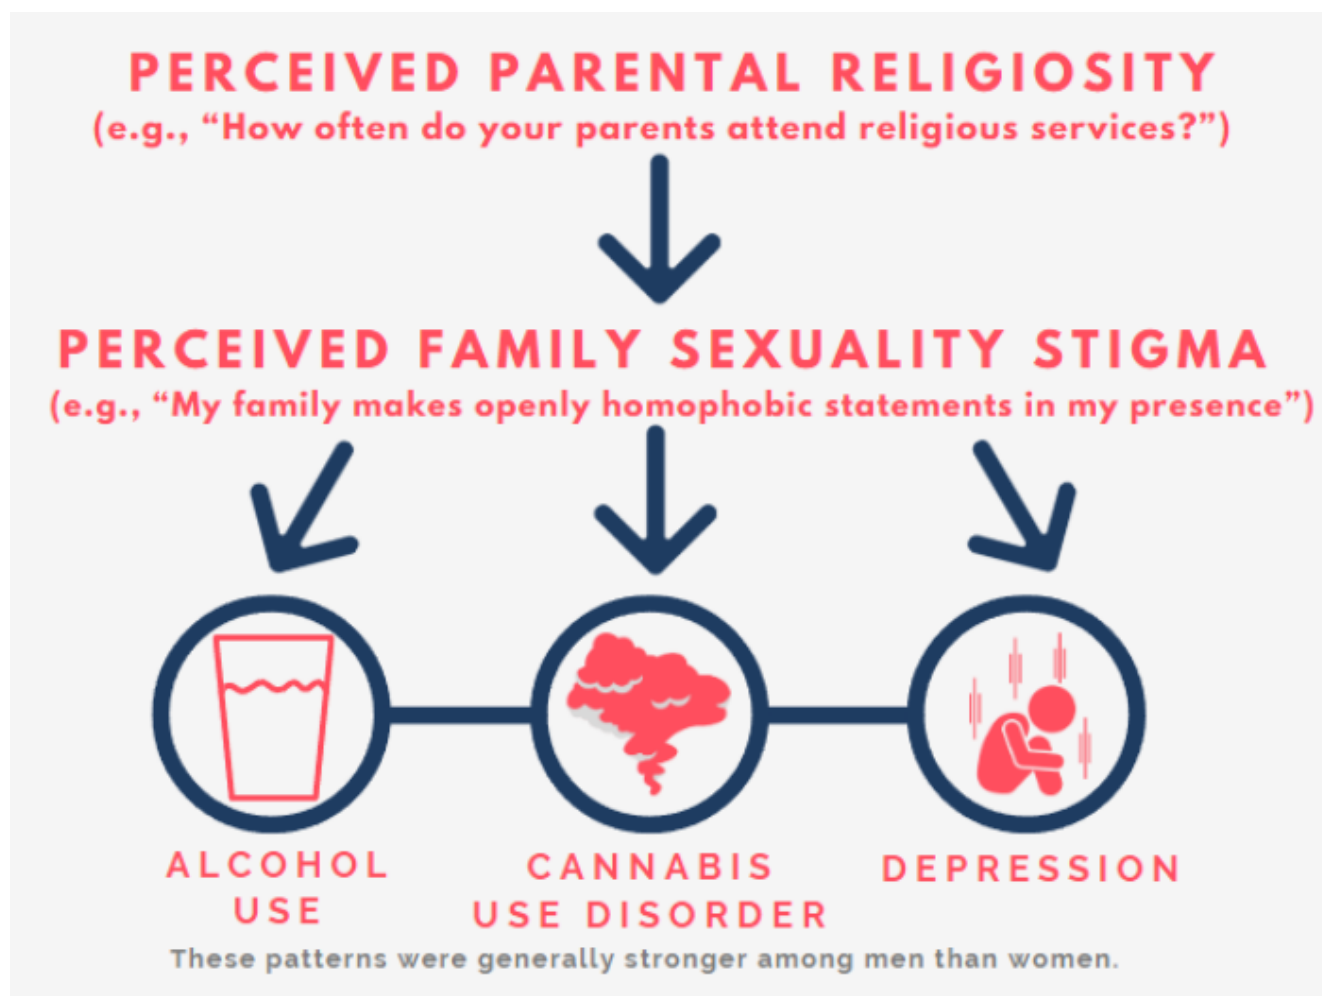 PERCEIVED PARENTAL RELIGIOSITY
(e.g., “How often do your parents attend religious services?”)
PERCEIVED FAMILY SEXUALITY STIGMA
(e.g., “My family makes openly homophobic statements in my presence”)
ALCOHOL
USE
CANNABIS
USE DISORDER
DEPRESSION
These patterns were generally stronger among men than women.